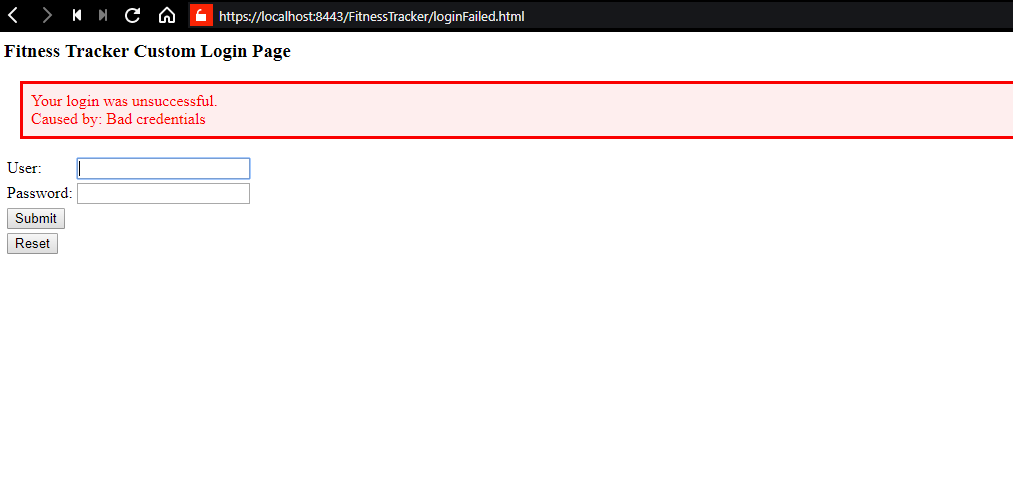 https://localhost:8443/FitnessTracker/loginFailed.html
Fitness Tracker Custom Login Page
Your login was unsuccessful.
Caused by: Bad credentials
User:
Password:
Submit
Reset